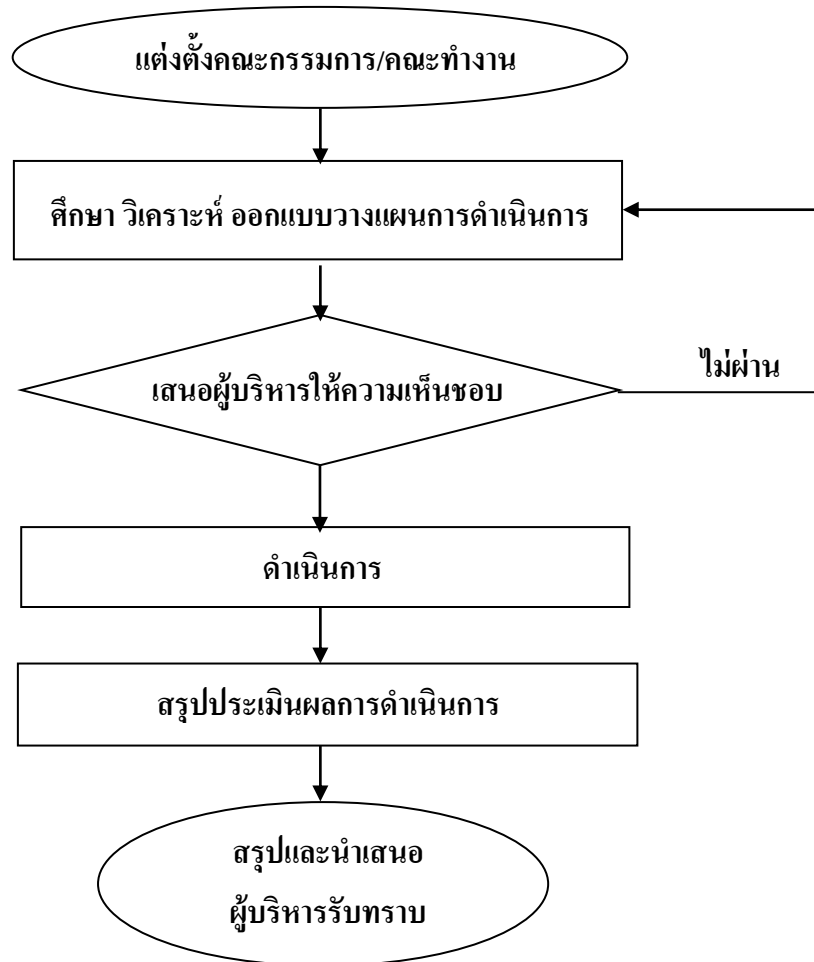 แต่งตั้งคณะกรรมการ/คณะทำงาน
ศึกษา วิเคราะห์ ออกแบบวางแผนการดำเนินการ
ไม่ผ่าน
เสนอผู้บริหารให้ความเห็นชอบ
ดำเนินการ
สรุปประเมินผลการดำเนินการ
สรุปและนำเสนอ
ผู้บริหารรับทราบ